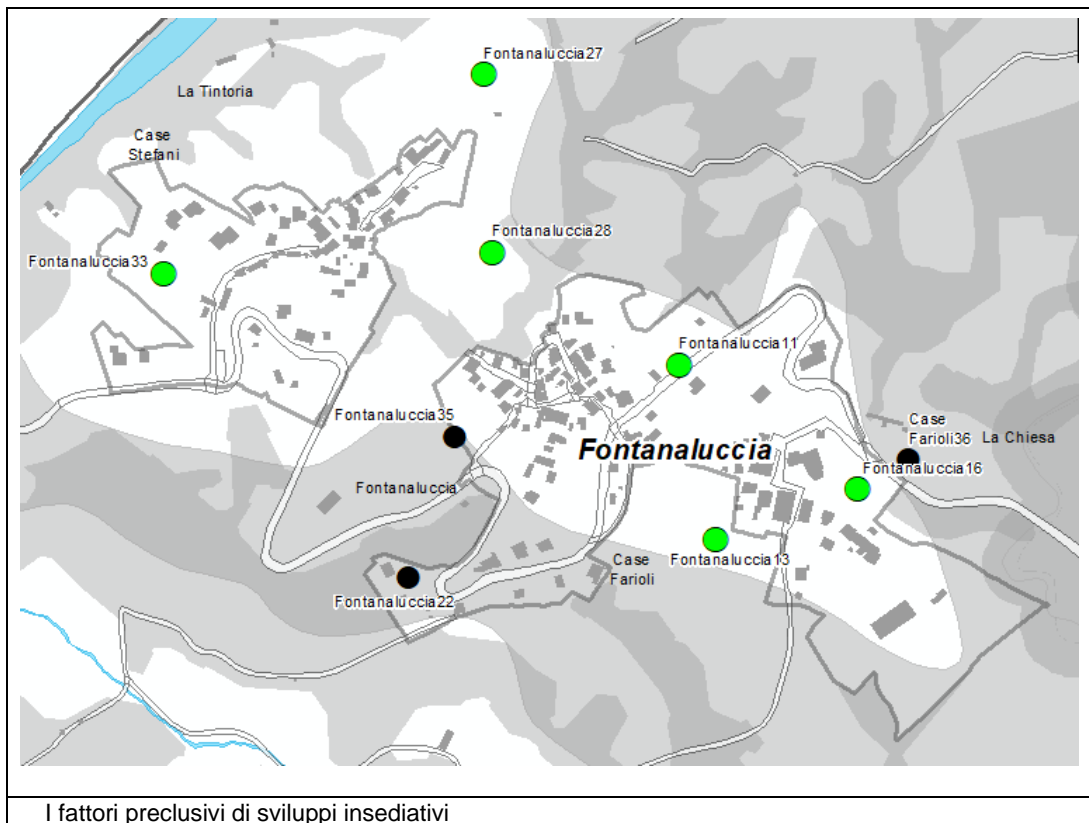 Fontanaluccia27
La Tintoria
Case
Stefani
Fontanaluccia28
Fontanaluccia33
Fontanaluccia11
Fontanaluccia35
Case
Farioli36
La Chiesa
Fontanaluccia
Fontanaluccia16
Fontanaluccia
Case
Farioli
Fontanaluccia13
Fontanaluccia22
I fattori preclusivi di sviluppi insediativi